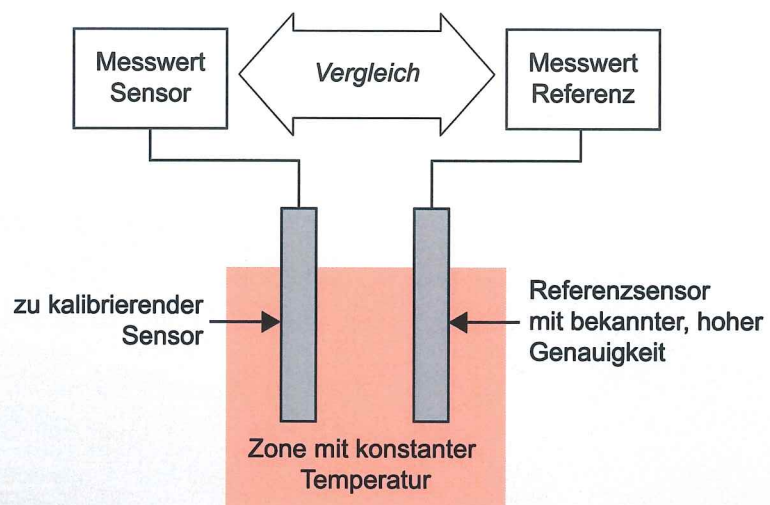 Messwert
Sensor
Vergleich
Messwert
Referenz
zu kalibrierender
Sensor
Referenzsensor
mit bekannter, hoher
Genauigkeit
Zone mit konstanter
Temperatur